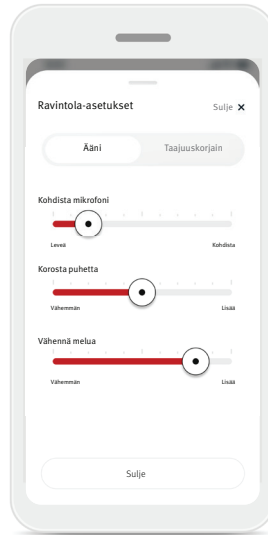 Ravintola-asetukset Sulje ✕
Ääni Taajuuskorjain
Kohdista mikrofoni
Leveä Kohdista
Korosta puhetta
Vähemmän Lisää
Vähennä melua
Vähemmän Lisää
Sulje